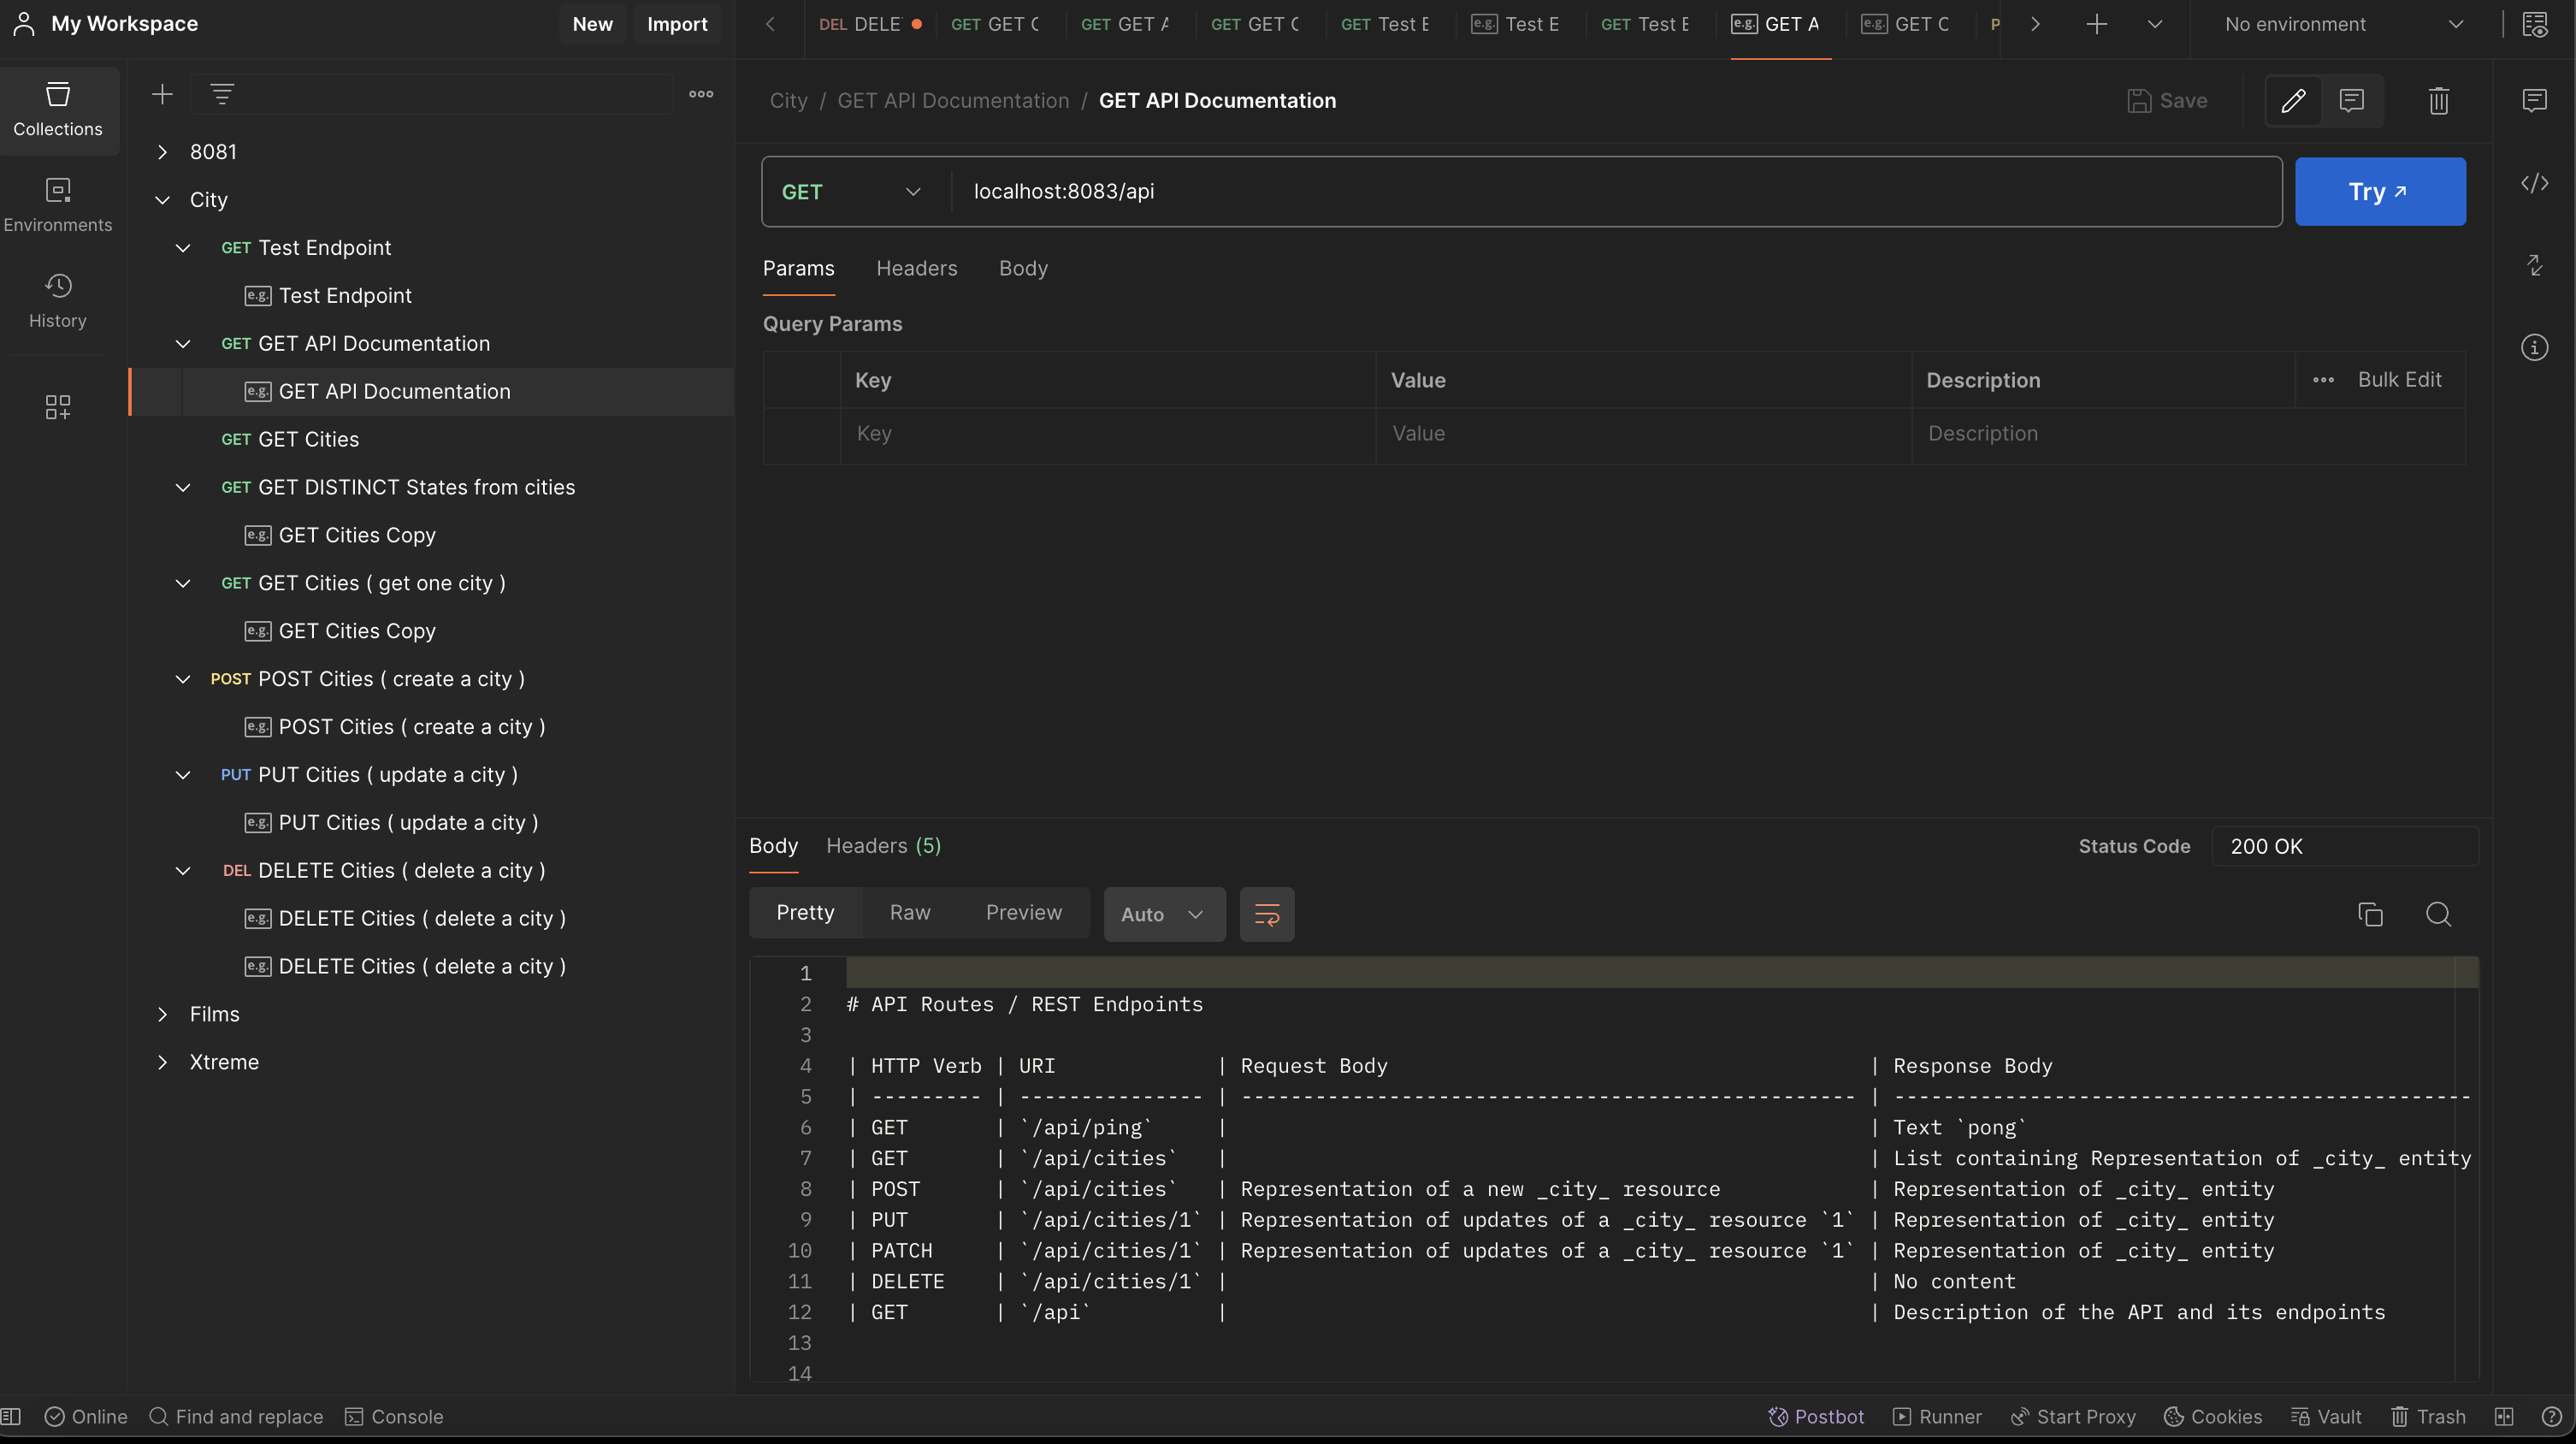 My Workspace New Import
DEL DELE GET GET C GET GET A GET GET C GET Test E e.g. Test E GET Test E e.g. GET A e.g. GET C P No environment
Collections
Environments
History
8081
City
GET Test Endpoint
e.g. Test Endpoint
GET GET API Documentation
e.g. GET API Documentation
GET GET Cities
GET GET DISTINCT States from cities
e.g. GET Cities Copy
GET GET Cities ( get one city )
e.g. GET Cities Copy
POST POST Cities ( create a city )
e.g. POST Cities ( create a city )
PUT PUT Cities ( update a city )
e.g. PUT Cities ( update a city )
DEL DELETE Cities ( delete a city )
e.g. DELETE Cities ( delete a city )
e.g. DELETE Cities ( delete a city )
Films
Xtreme
City / GET API Documentation / GET API Documentation Save
GET localhost:8083/api Try
Params Headers Body
Query Params
Key Value Description Bulk Edit
Key Value Description
Body Headers (5) Status Code 200 OK
Pretty Raw Preview Auto
1
2 # API Routes / REST Endpoints
3
4 | HTTP Verb | URI | Request Body | Response Body
5 | --------- | --------------- | -------------------------------------------------- | -----------------------------------------------
6 | GET | `/api/ping` | | Text `pong`
7 | GET | `/api/cities` | | List containing Representation of _city_ entity
8 | POST | `/api/cities` | Representation of a new _city_ resource | Representation of _city_ entity
9 | PUT | `/api/cities/1` | Representation of updates of a _city_ resource `1` | Representation of _city_ entity
10 | PATCH | `/api/cities/1` | Representation of updates of a _city_ resource `1` | Representation of _city_ entity
11 | DELETE | `/api/cities/1` | | No content
12 | GET | `/api` | | Description of the API and its endpoints
13
14
Online Find and replace Console Postbot Runner Start Proxy Cookies Vault Trash